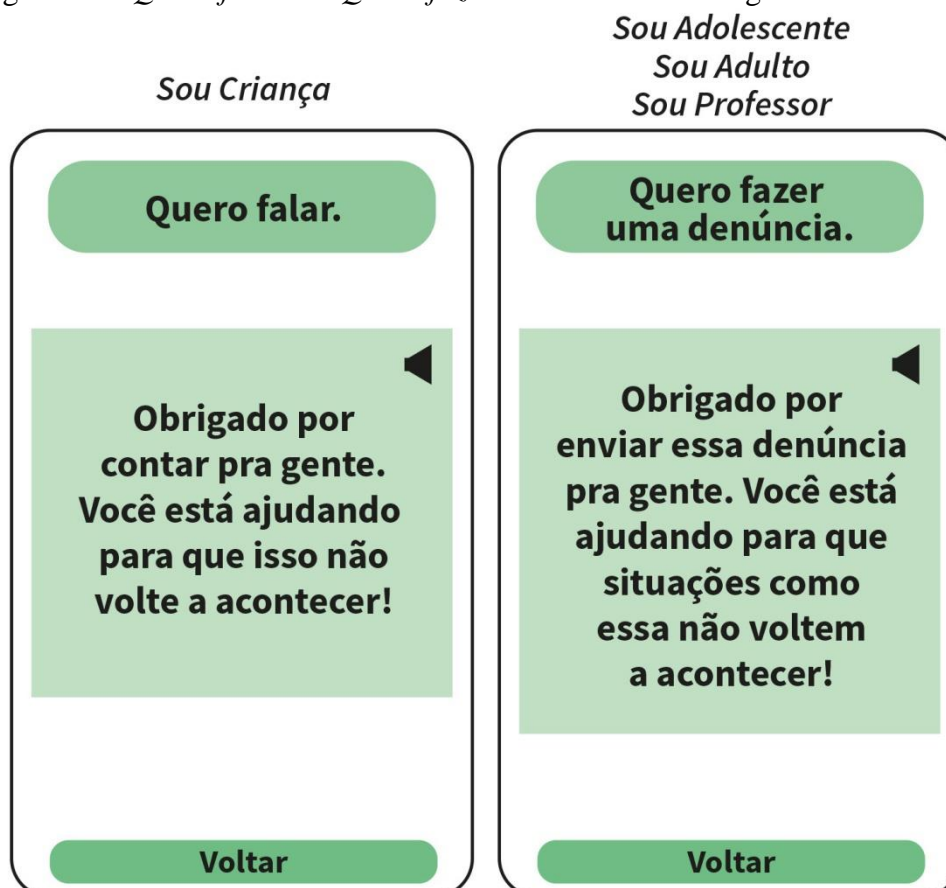 Sou Criança
Quero falar.
Obrigado por
contar pra gente.
Você está ajudando
para que isso não
volte a acontecer!
Voltar
Sou Adolescente
Sou Adulto
Sou Professor
Quero fazer
uma denúncia.
Obrigado por
enviar essa denúncia
pra gente. Você está
ajudando para que
situações como
essa não voltem
a acontecer!
Voltar